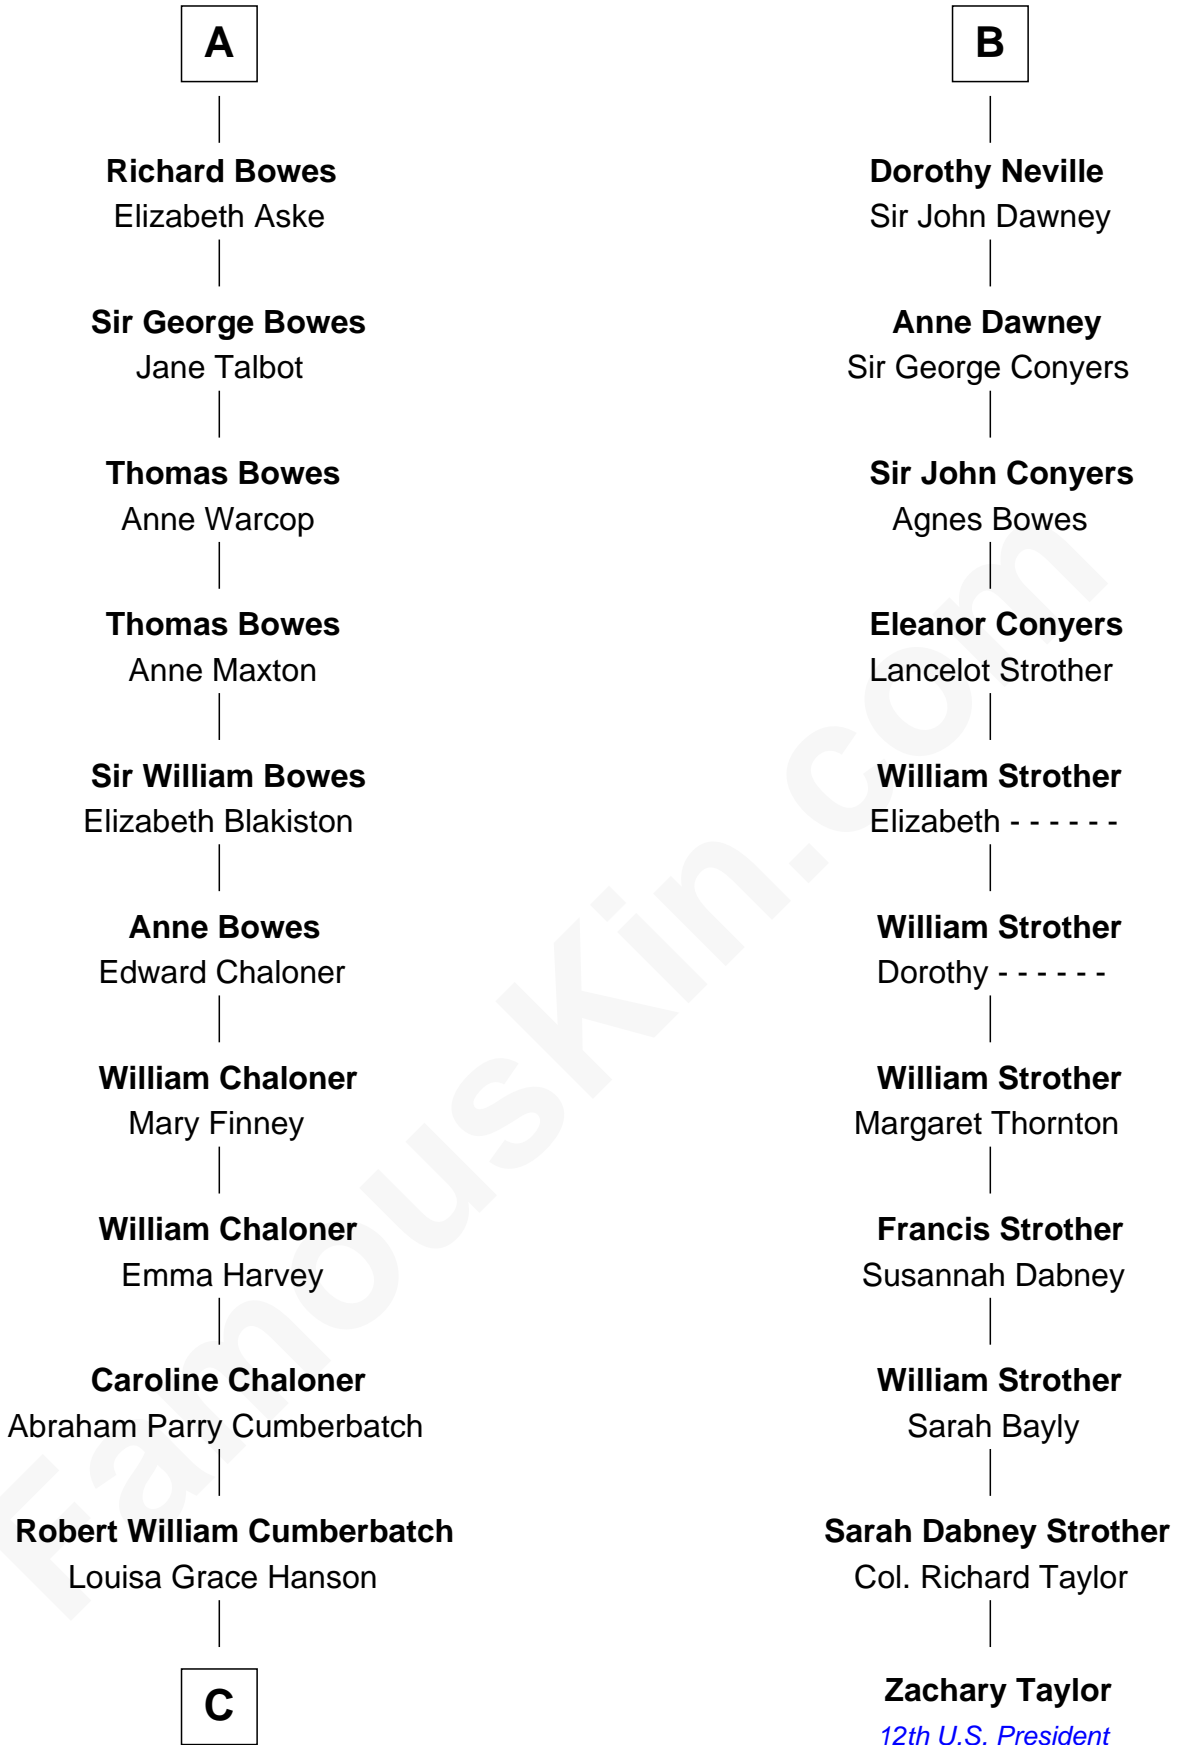 A
Richard Bowes
Elizabeth Aske
Sir George Bowes
Jane Talbot
Thomas Bowes
Anne Warcop
Thomas Bowes
Anne Maxton
Sir William Bowes
Elizabeth Blakiston
Anne Bowes
Edward Chaloner
William Chaloner
Mary Finney
William Chaloner
Emma Harvey
Caroline Chaloner
Abraham Parry Cumberbatch
Robert William Cumberbatch
Louisa Grace Hanson
C
B
Dorothy Neville
Sir John Dawney
Anne Dawney
Sir George Conyers
Sir John Conyers
Agnes Bowes
Eleanor Conyers
Lancelot Strother
William Strother
Elizabeth - - - - - -
William Strother
Dorothy - - - - - -
William Strother
Margaret Thornton
Francis Strother
Susannah Dabney
William Strother
Sarah Bayly
Sarah Dabney Strother
Col. Richard Taylor
Zachary Taylor
12th U.S. President
FamousKin.com